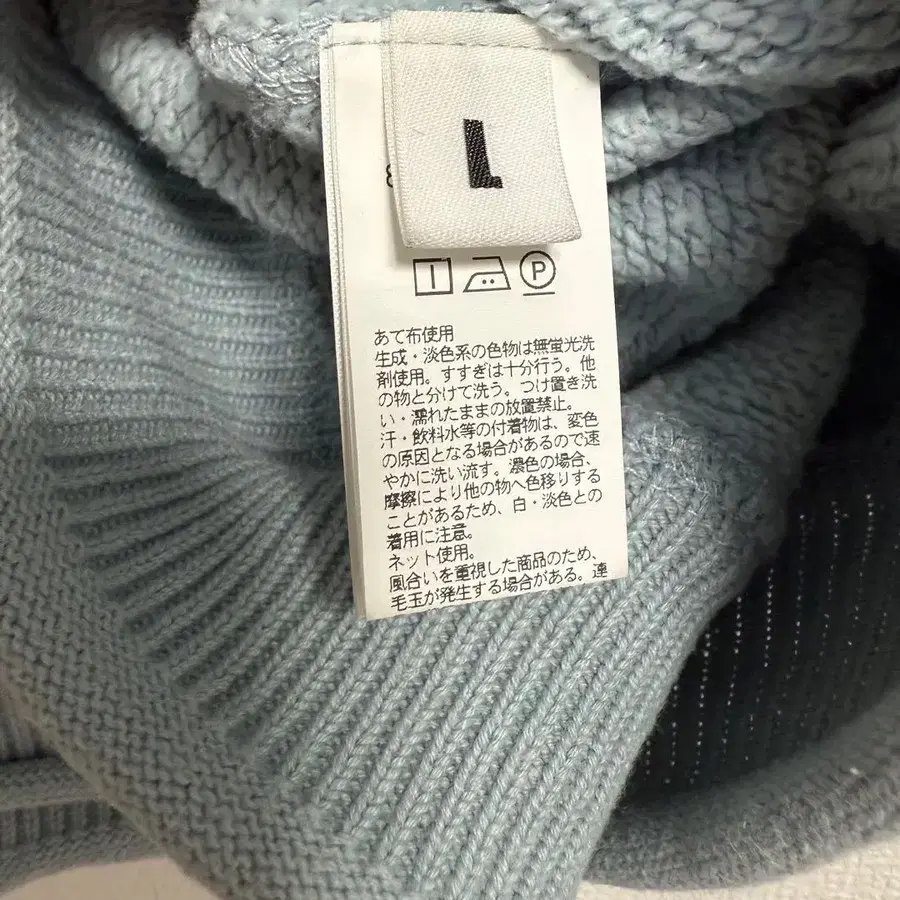 L
P
あて布使用
生成・淡色系の色物は無蛍光洗
剤使用。すすぎは十分行う。他
の物と分けて洗う。つけ置き洗
い・濡れたままの放置禁止。
汗・飲料水等の付着物は、変色
の原因となる場合があるので速
やかに洗い流す。濃色の場合、
摩擦により他の物へ色移りする
ことがあるため、白・淡色との
着用に注意。
ネット使用。
風合いを重視した商品のため、
毛玉が発生する場合がある。連